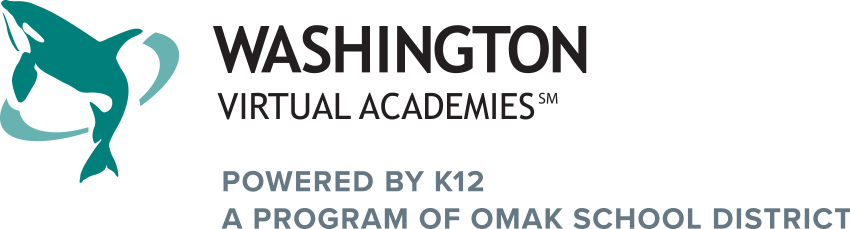 WASHINGTON
VIRTUAL ACADEMIES℠
POWERED BY K12
A PROGRAM OF OMAK SCHOOL DISTRICT